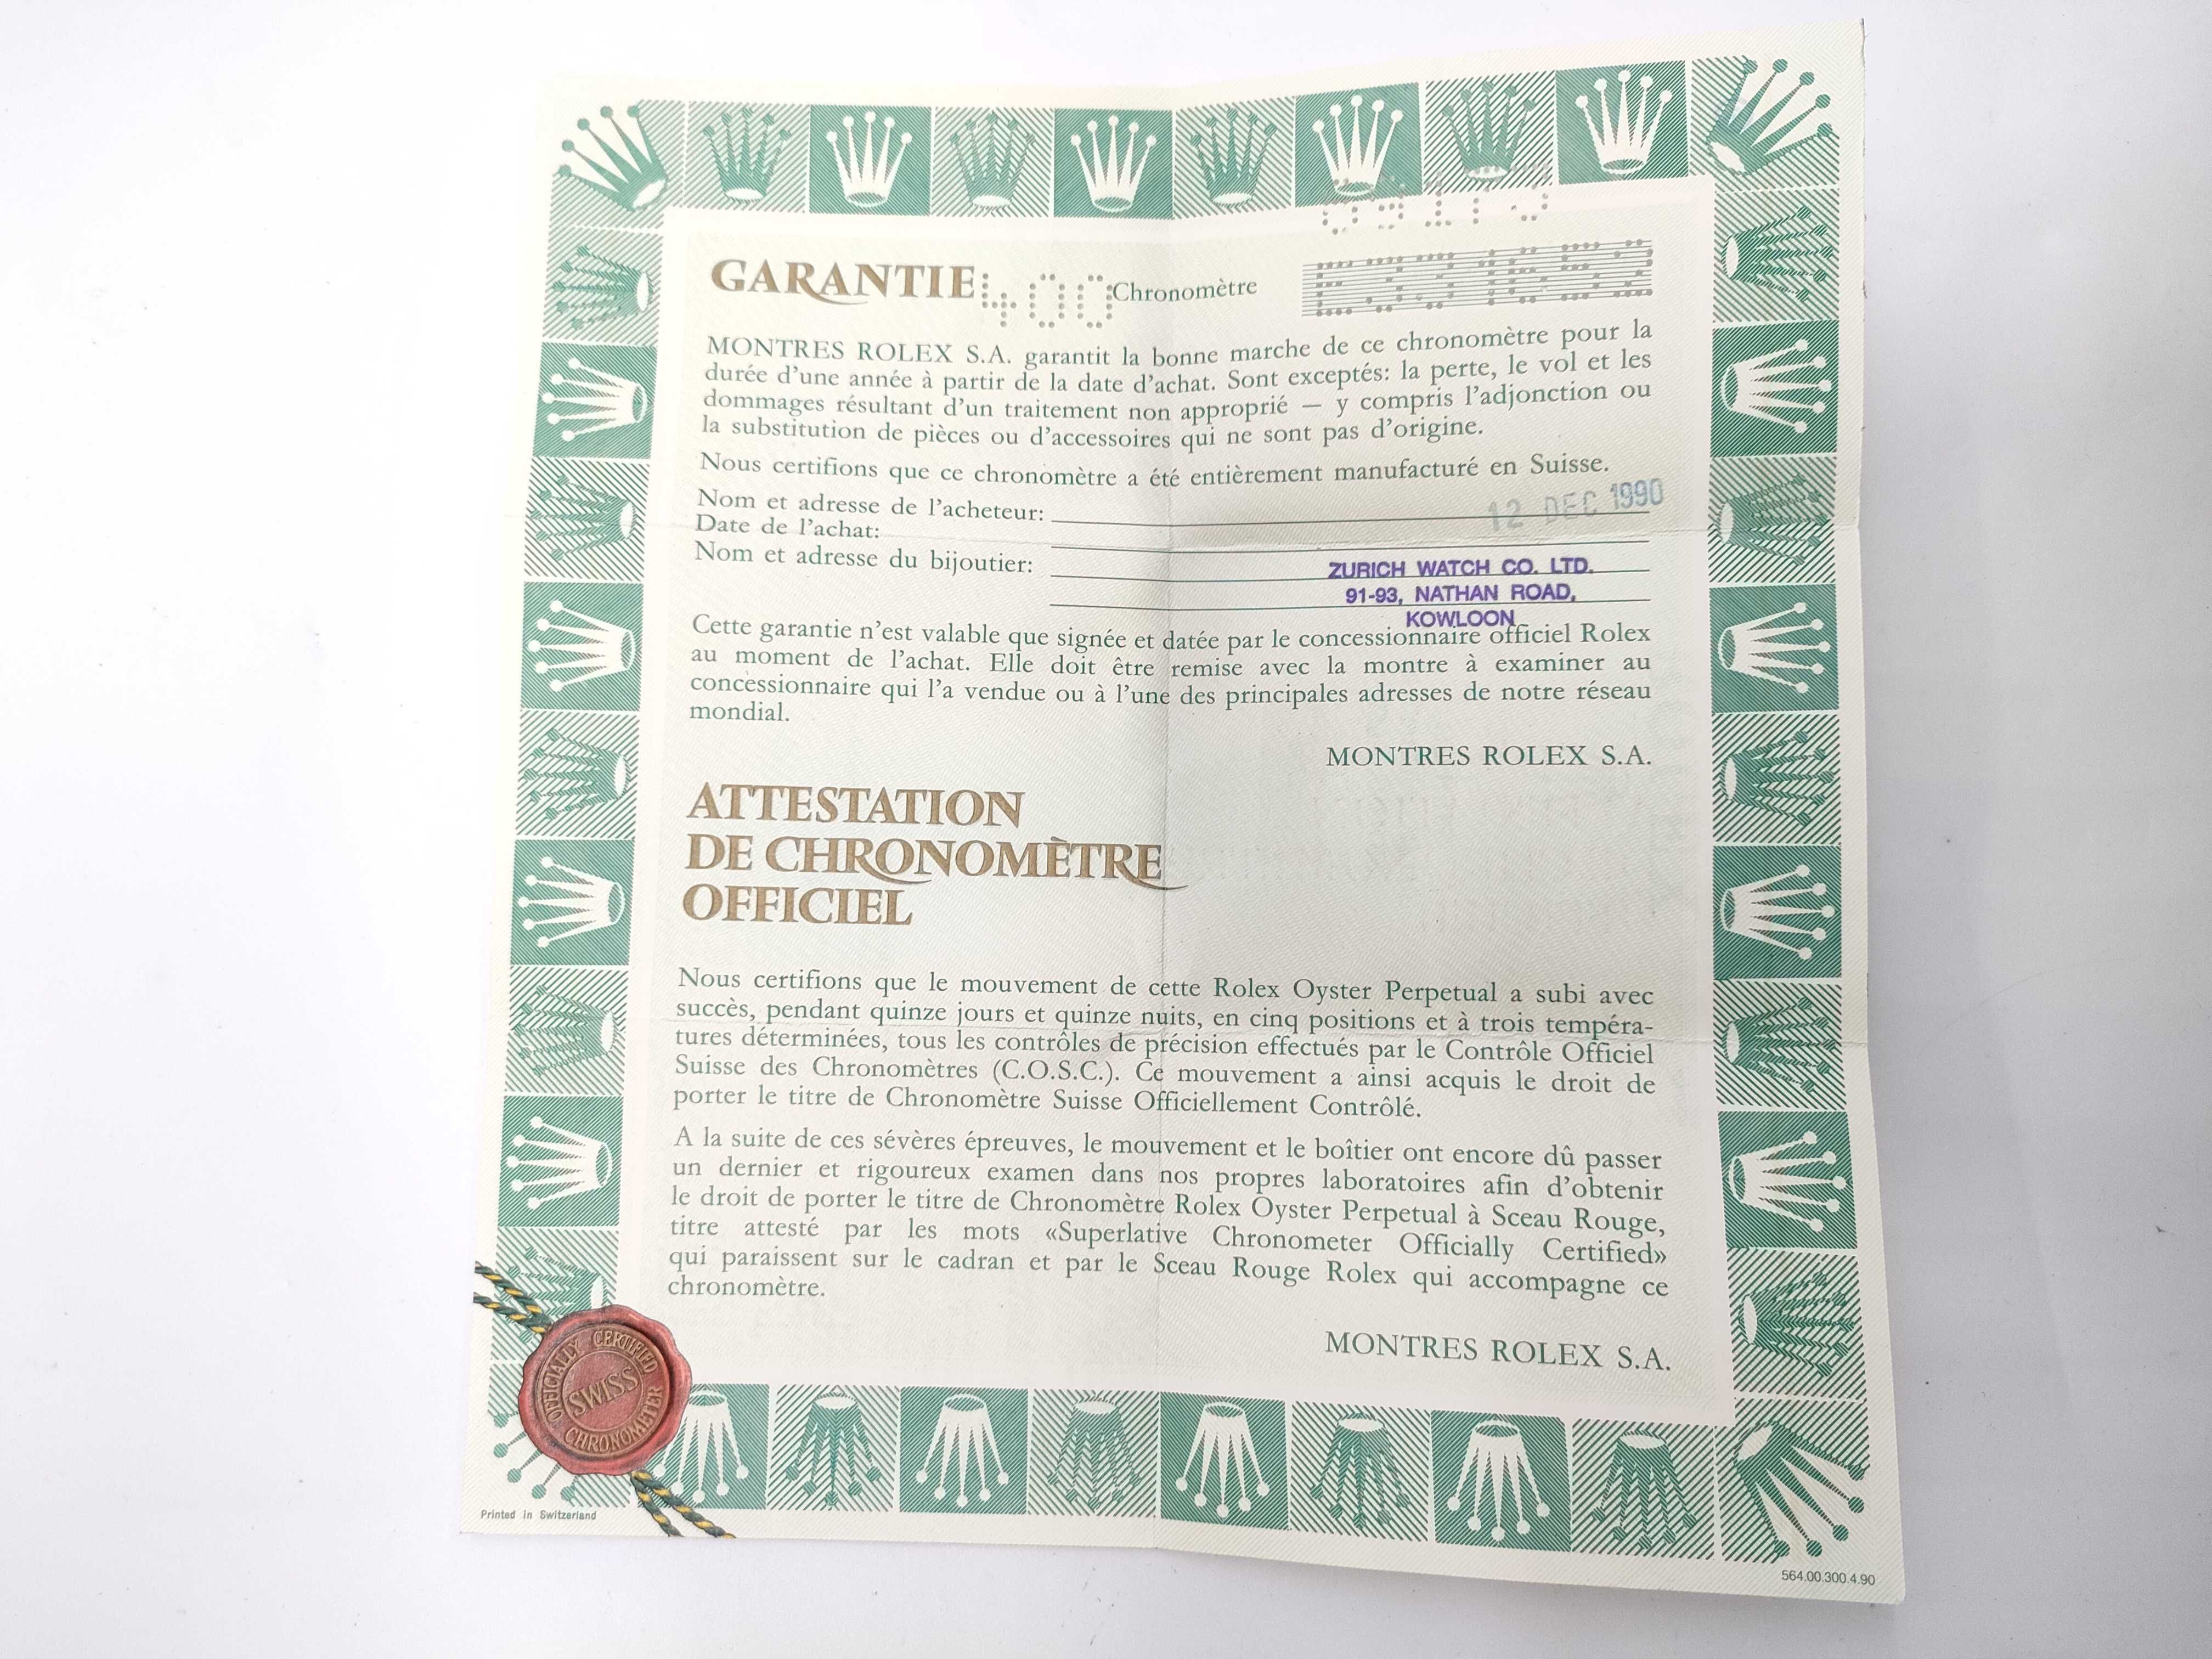 GARANTIE 400 Chronomètre
MONTRES ROLEX S.A. garantit la bonne marche de ce chronomètre pour la
durée d'une année à partir de la date d'achat. Sont exceptés: la perte, le vol et les
dommages résultant d'un traitement non approprié — y compris l'adjonction ou
la substitution de pièces ou d'accessoires qui ne sont pas d'origine.
Nous certifions que ce chronomètre a été entièrement manufacturé en Suisse.
Nom et adresse de l'acheteur:
12 DEC 1990
Date de l'achat:
Nom et adresse du bijoutier:
ZURICH WATCH CO. LTD.
91-93, NATHAN ROAD,
KOWLOON
Cette garantie n'est valable que signée et datée par le concessionnaire officiel Rolex
au moment de l'achat. Elle doit être remise avec la montre à examiner au
concessionnaire qui l'a vendue ou à l'une des principales adresses de notre réseau
mondial.
MONTRES ROLEX S.A.
ATTESTATION
DE CHRONOMÈTRE
OFFICIEL
Nous certifions que le mouvement de cette Rolex Oyster Perpetual a subi avec
succès, pendant quinze jours et quinze nuits, en cinq positions et à trois tempéra-
tures déterminées, tous les contrôles de précision effectués par le Contrôle Officiel
Suisse des Chronomètres (C.O.S.C.). Ce mouvement a ainsi acquis le droit de
porter le titre de Chronomètre Suisse Officiellement Contrôlé.
A la suite de ces sévères épreuves, le mouvement et le boîtier ont encore dû passer
un dernier et rigoureux examen dans nos propres laboratoires afin d'obtenir
le droit de porter le titre de Chronomètre Rolex Oyster Perpetual à Sceau Rouge,
titre attesté par les mots «Superlative Chronometer Officially Certified»
qui paraissent sur le cadran et par le Sceau Rouge Rolex qui accompagne ce
chronomètre.
MONTRES ROLEX S.A.
OFFICIALLY CERTIFIED
SWISS
CHRONOMETER
Printed in Switzerland
564.00.300.4.90